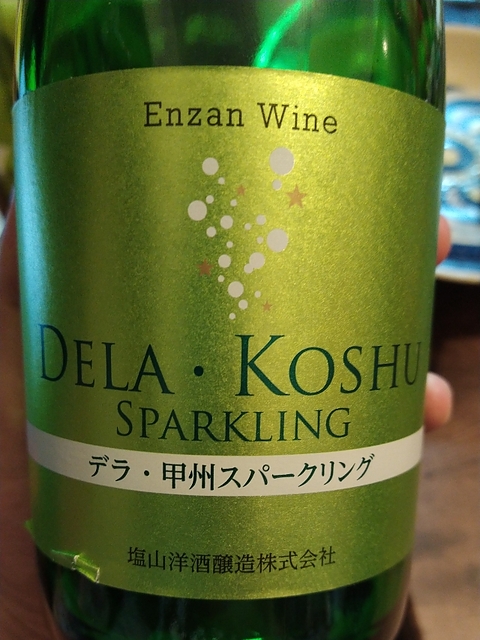 Enzan Wine
DELA・KOSHU
SPARKLING
デラ・甲州スパークリング
塩山洋酒醸造株式会社